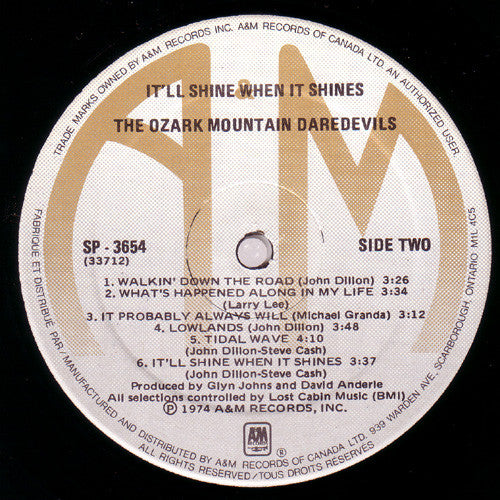 TRADE MARKS OWNED BY A&M RECORDS INC. A&M RECORDS OF CANADA LTD. AN AUTHORIZED USER
IT'LL SHINE WHEN IT SHINES
&
THE OZARK MOUNTAIN DAREDEVILS
AM
SP - 3654
(33712)
SIDE TWO
1. WALKIN' DOWN THE ROAD (John Dillon) 3:26
2. WHAT'S HAPPENED ALONG IN MY LIFE 3:34
(Larry Lee)
3. IT PROBABLY ALWAYS WILL (Michael Granda) 3:12
4. LOWLANDS (John Dillon) 3:48
5. TIDAL WAVE 4:10
(John Dillon-Steve Cash)
6. IT'LL SHINE WHEN IT SHINES 3:37
(John Dillon-Steve Cash)
Produced by Glyn Johns and David Anderle
All selections controlled by Lost Cabin Music (BMI)
Ⓟ 1974 A&M RECORDS, INC.
A&M
RECORDS
®
FABRIQUÉ ET DISTRIBUÉ PAR/MANUFACTURED AND DISTRIBUTED BY A&M RECORDS OF CANADA LTD. 939 WARDEN AVE. SCARBOROUGH, ONTARIO M1L 4C5
ALL RIGHTS RESERVED/TOUS DROITS RESERVÉS